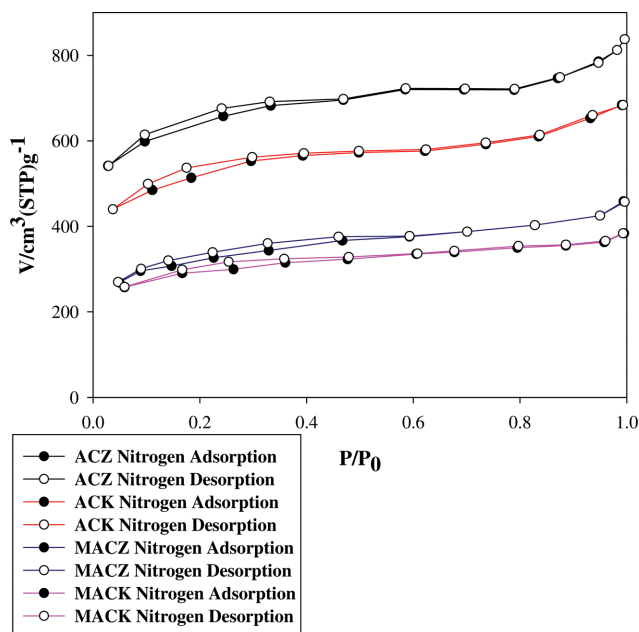 V/cm³(STP)g⁻¹
800
600
400
200
0
0.0 0.2 0.4 0.6 0.8 1.0
P/P₀
ACZ Nitrogen Adsorption
ACZ Nitrogen Desorption
ACK Nitrogen Adsorption
ACK Nitrogen Desorption
MACZ Nitrogen Adsorption
MACZ Nitrogen Desorption
MACK Nitrogen Adsorption
MACK Nitrogen Desorption